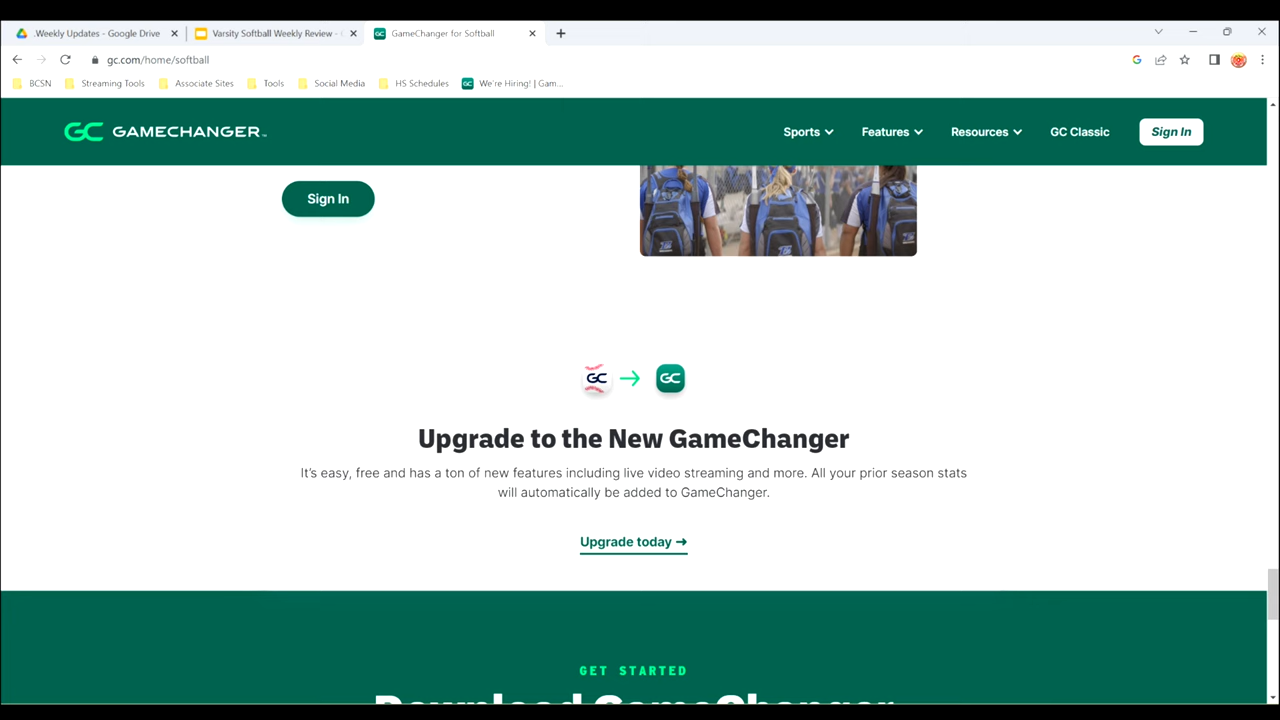 .Weekly Updates - Google Drive
Varsity Softball Weekly Review -
GC GameChanger for Softball
gc.com/home/softball
BCSN Streaming Tools Associate Sites Tools Social Media HS Schedules GC We're Hiring! | Gam...
GC GAMECHANGER Sports Features Resources GC Classic Sign In
Sign In
GC GC
Upgrade to the New GameChanger
It's easy, free and has a ton of new features including live video streaming and more. All your prior season stats
will automatically be added to GameChanger.
Upgrade today →
GET STARTED
Download GameChanger